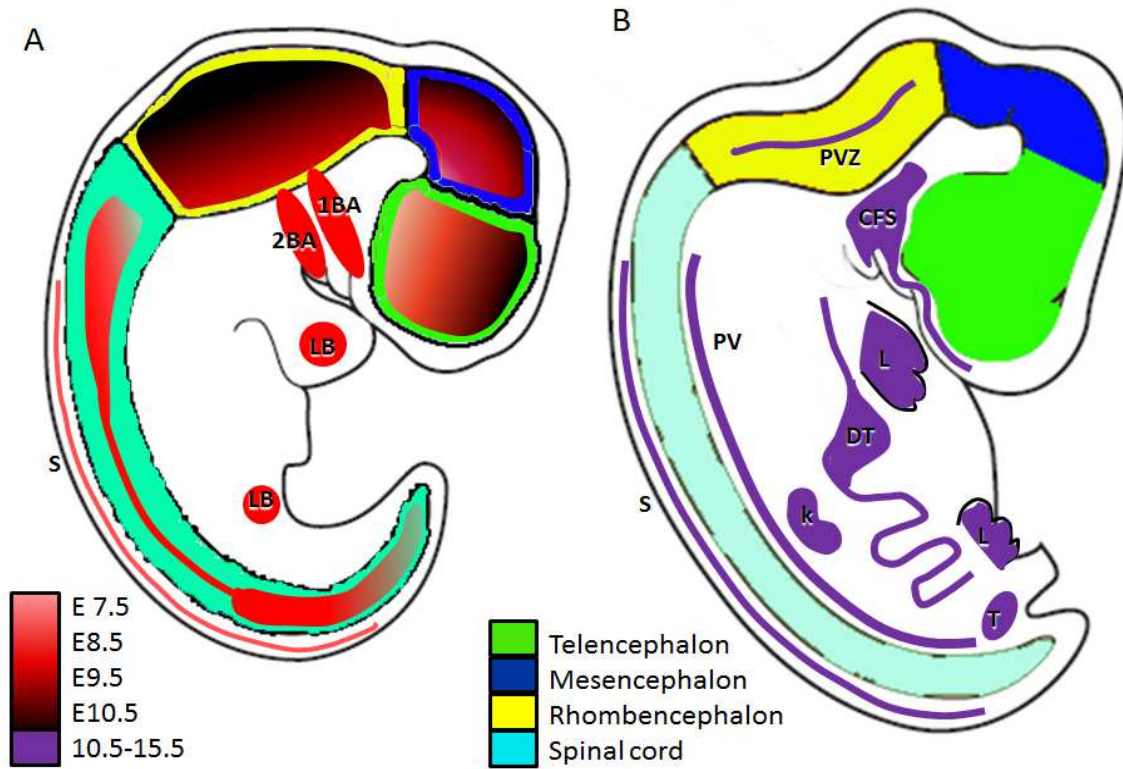 A
1BA
2BA
LB
S
LB
E 7.5
E8.5
E9.5
E10.5
10.5-15.5
B
PVZ
CFS
PV
L
DT
S
k
L
T
Telencephalon
Mesencephalon
Rhombencephalon
Spinal cord